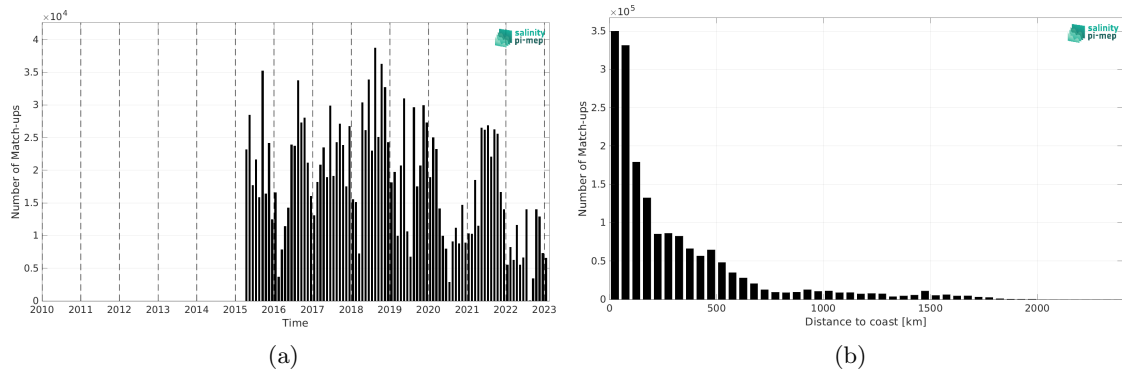 ×10⁴
4
3.5
3
2.5
2
1.5
1
0.5
0
Number of Match-ups
2010 2011 2012 2013 2014 2015 2016 2017 2018 2019 2020 2021 2022 2023
Time
salinity
pi-mep
(a)
×10⁵
3.5
3
2.5
2
1.5
1
0.5
0
Number of Match-ups
0 500 1000 1500 2000
Distance to coast [km]
salinity
pi-mep
(b)